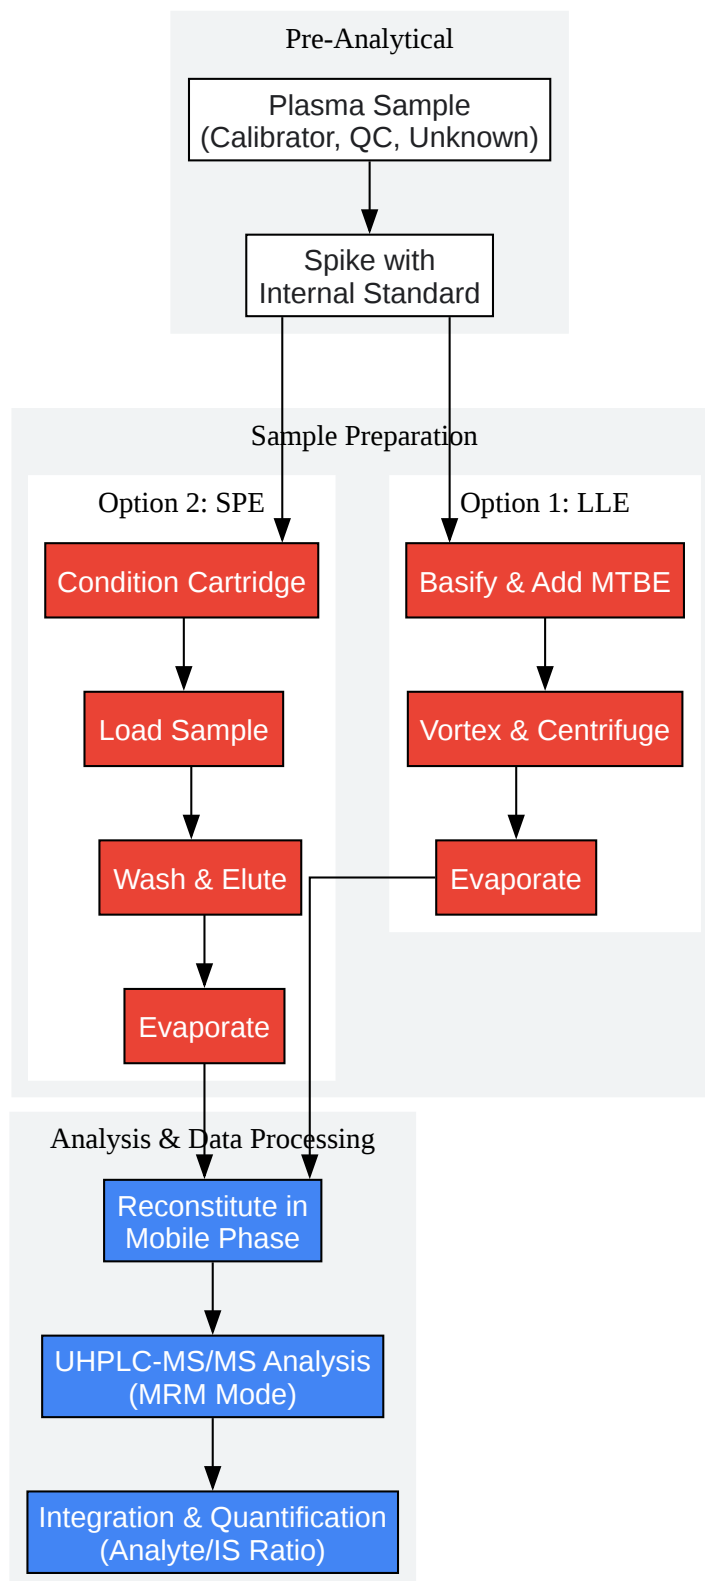 Pre-Analytical
Plasma Sample
(Calibrator, QC, Unknown)
Spike with
Internal Standard
Sample Preparation
Option 2: SPE
Condition Cartridge
Load Sample
Wash & Elute
Evaporate
Option 1: LLE
Basify & Add MTBE
Vortex & Centrifuge
Evaporate
Analysis & Data Processing
Reconstitute in
Mobile Phase
UHPLC-MS/MS Analysis
(MRM Mode)
Integration & Quantification
(Analyte/IS Ratio)